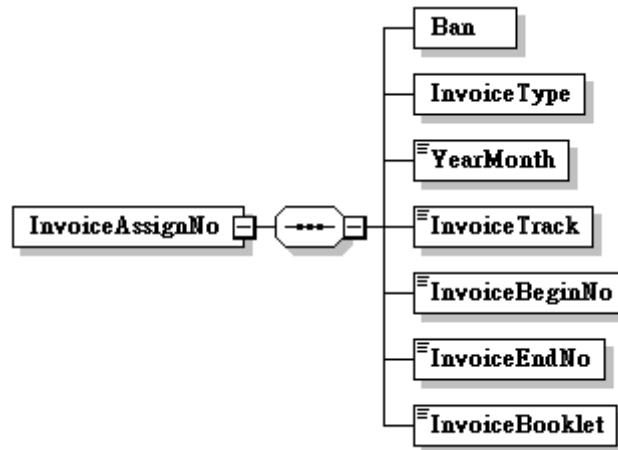 Ban
InvoiceType
YearMonth
InvoiceAssignNo
InvoiceTrack
InvoiceBeginNo
InvoiceEndNo
InvoiceBooklet